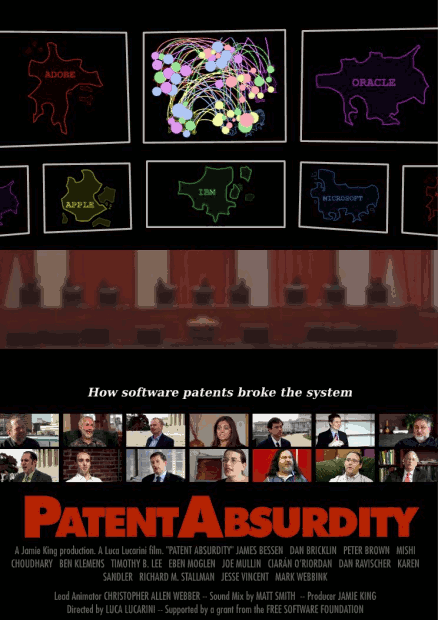 ADOBE
ORACLE
APPLE
IBM
MICROSOFT
How software patents broke the system
PATENTABSURDITY
A Jamie King production. A Luca Lucarini film. "PATENT ABSURDITY" JAMES BESSEN DAN BRICKLIN PETER BROWN MISHI
CHOUDHARY BEN KLEMENS TIMOTHY B. LEE EBEN MOGLEN JOE MULLIN CIARÁN O'RIORDAN DAN RAVISCHER KAREN
SANDLER RICHARD M. STALLMAN JESSE VINCENT MARK WEBBINK
Lead Animator CHRISTOPHER ALLEN WEBBER – Sound Mix by MATT SMITH – Producer JAMIE KING
Directed by LUCA LUCARINI – Supported by a grant from the FREE SOFTWARE FOUNDATION